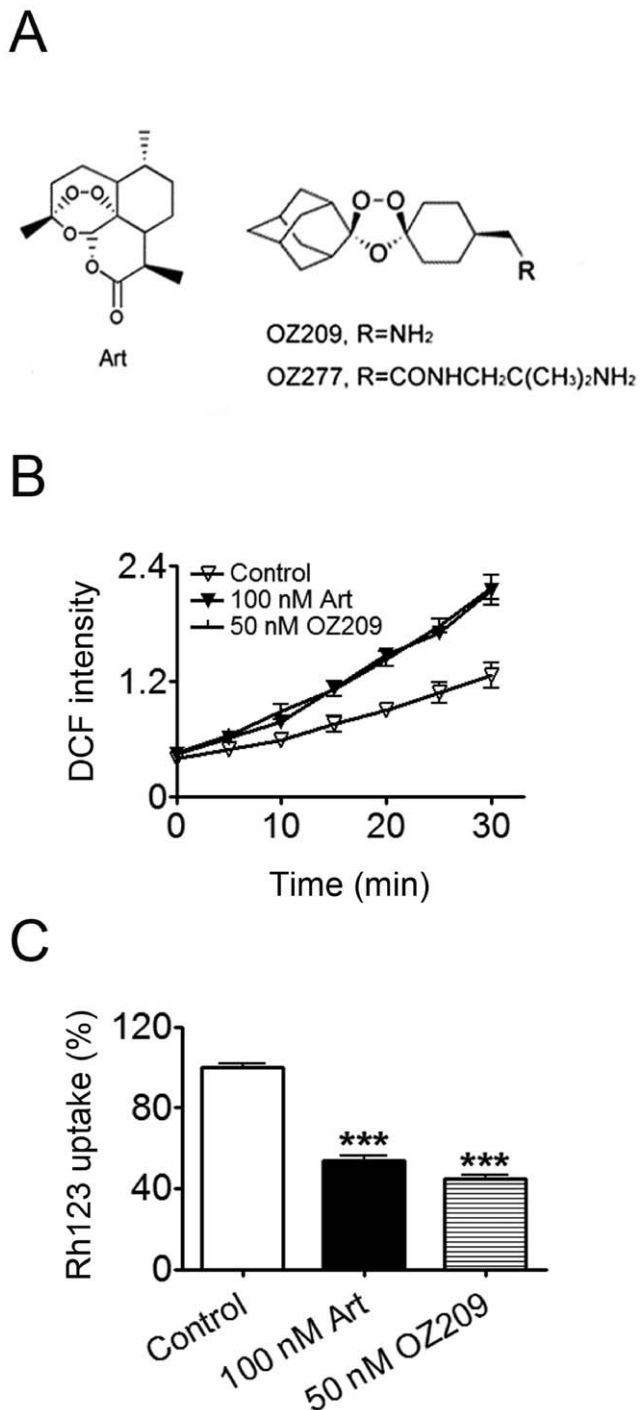 A
O-O
O
O
O
Art
O-O
O
R
OZ209, R=NH₂
OZ277, R=CONHCH₂C(CH₃)₂NH₂
B
DCF intensity
2.4
1.2
0
Control
100 nM Art
50 nM OZ209
0 10 20 30
Time (min)
C
Rh123 uptake (%)
120
80
40
0
***
***
Control
100 nM Art
50 nM OZ209